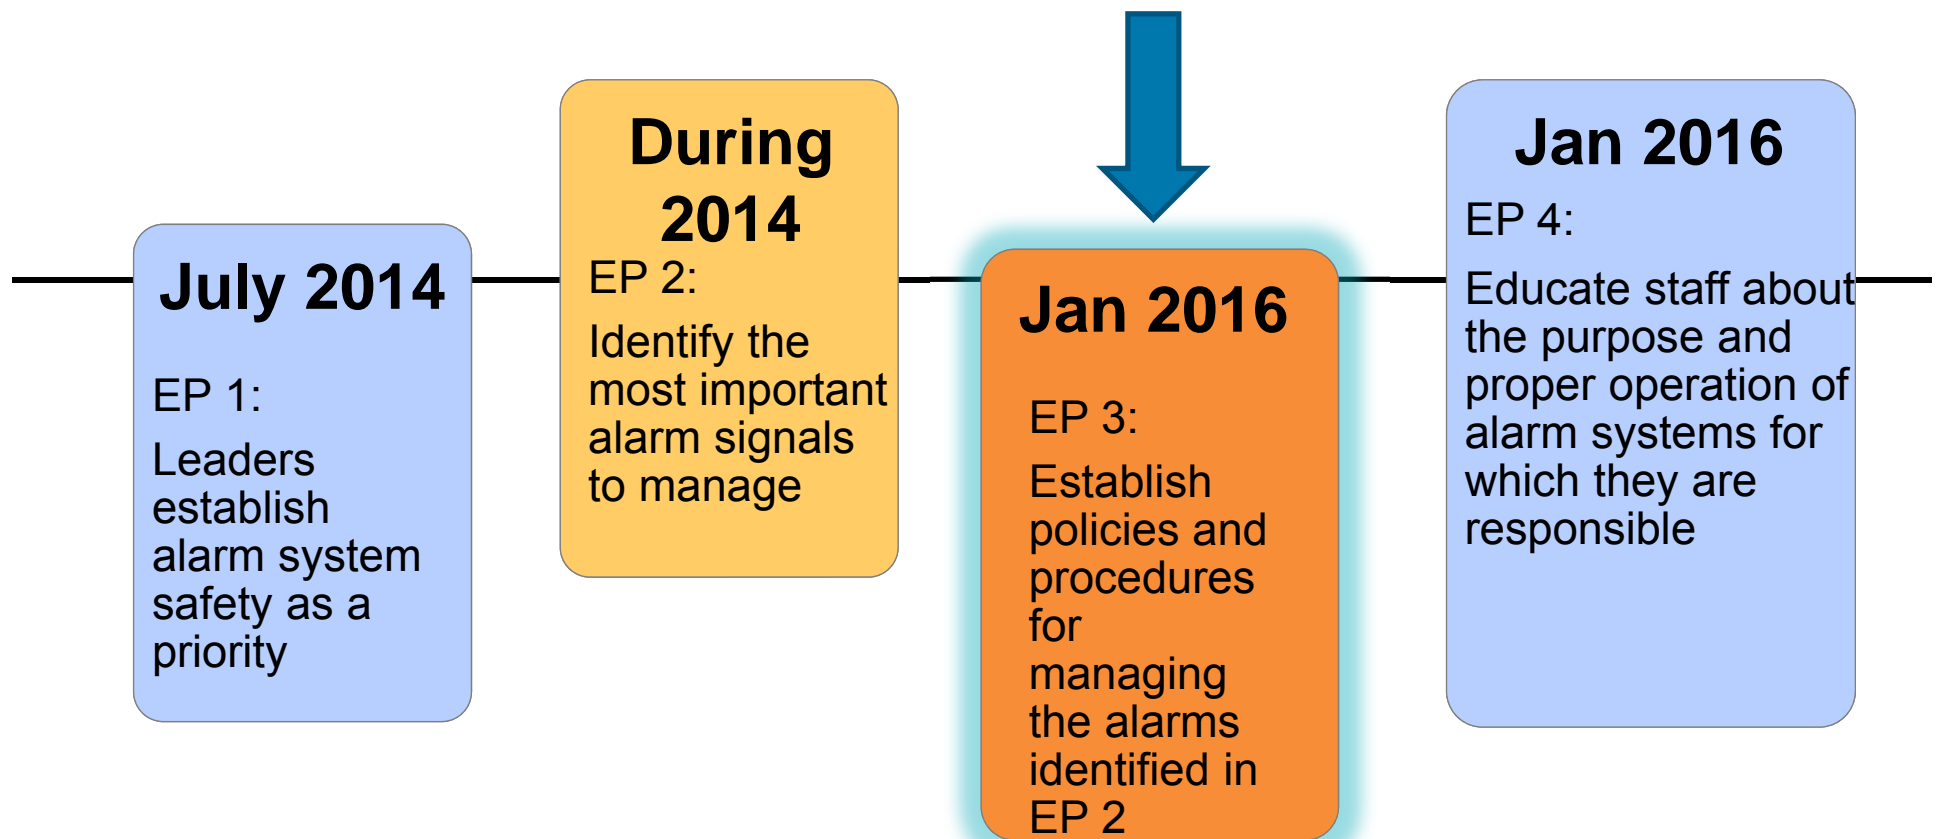 July 2014
EP 1:
Leaders
establish
alarm system
safety as a
priority
During
2014
EP 2:
Identify the
most important
alarm signals
to manage
Jan 2016
EP 3:
Establish
policies and
procedures
for
managing
the alarms
identified in
EP 2
Jan 2016
EP 4:
Educate staff about
the purpose and
proper operation of
alarm systems for
which they are
responsible